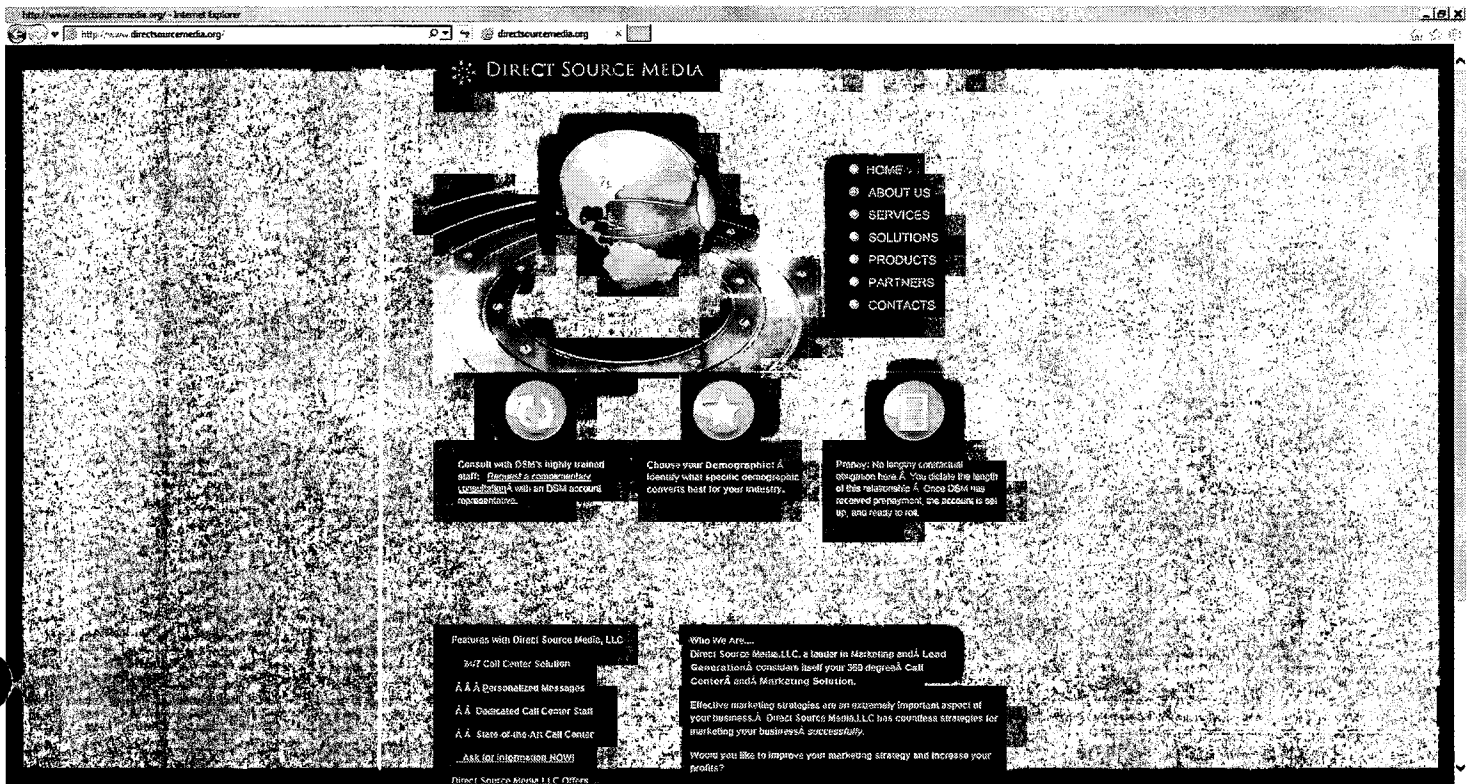 http://www.directsourcemedia.org/ - Internet Explorer
http://www.directsourcemedia.org/
directsourcemedia.org
DIRECT SOURCE MEDIA
HOME
ABOUT US
SERVICES
SOLUTIONS
PRODUCTS
PARTNERS
CONTACTS
Consult with DSM's highly trained
staff: Request a complimentary
consultationÂ with an DSM account
representative.
Choose your Demographic! Â
Identify what specific demographic
converts best for your industry.
No lengthy contractual
obligation here.Â You dictate the length
of this relationship.Â Once DSM has
received prepayment, the account is set
up, and ready to roll.
Features with Direct Source Media, LLC
24/7 Call Center Solution
Â Â Â Personalized Messages
Â Â Dedicated Call Center Staff
Â Â State-of-the-Art Call Center
Ask for Information NOW!
Direct Source Media LLC Offers
Who We Are....
Direct Source Media,LLC, a leader in Marketing andÂ Lead
GenerationÂ considers itself your 360 degreeÂ Call
CenterÂ andÂ Marketing Solution.
Effective marketing strategies are an extremely important aspect of
your business.Â Direct Source Media,LLC has countless strategies for
marketing your businessÂ successfully.
Would you like to improve your marketing strategy and increase your
profits?